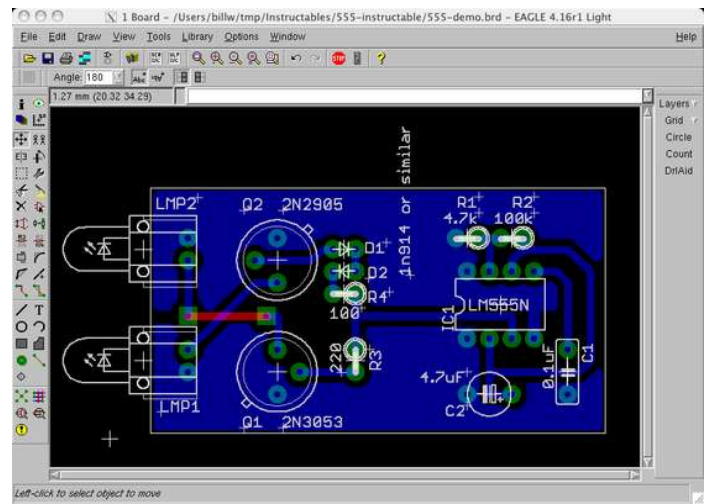 1 Board - /Users/billw/tmp/Instructables/555-instructable/555-demo.brd - EAGLE 4.16r1 Light
File Edit Draw View Tools Library Options Window Help
STOP
Angle: 180
1.27 mm (20.32 34.29)
Layers
Grid
Circle
Count
DrlAid
1n914 or similar
LMP2
Q2 2N2905
R1
4.7k
R2
100k
D1
D2
R4
100
LM555N
IC1
220
R3
4.7uF
C2
0.1uF
C1
LMP1
Q1 2N3053
Left-click to select object to move